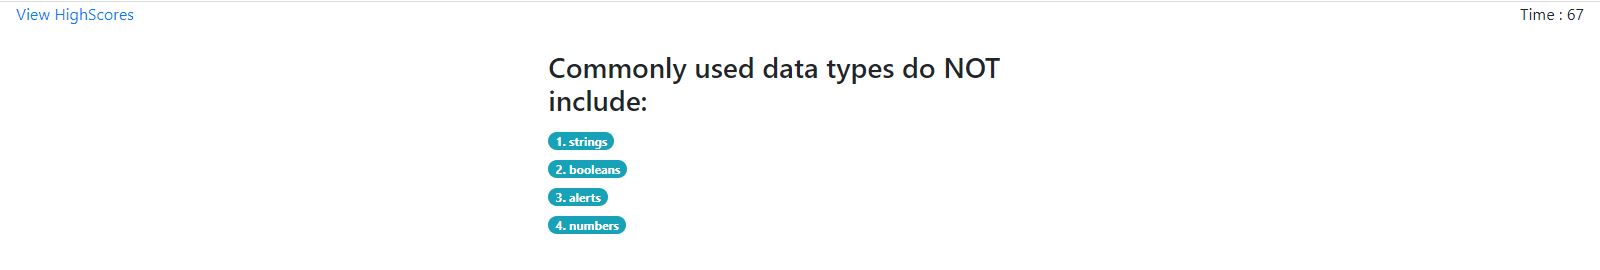 View HighScores
Time : 67
Commonly used data types do NOT
include:
1. strings
2. booleans
3. alerts
4. numbers